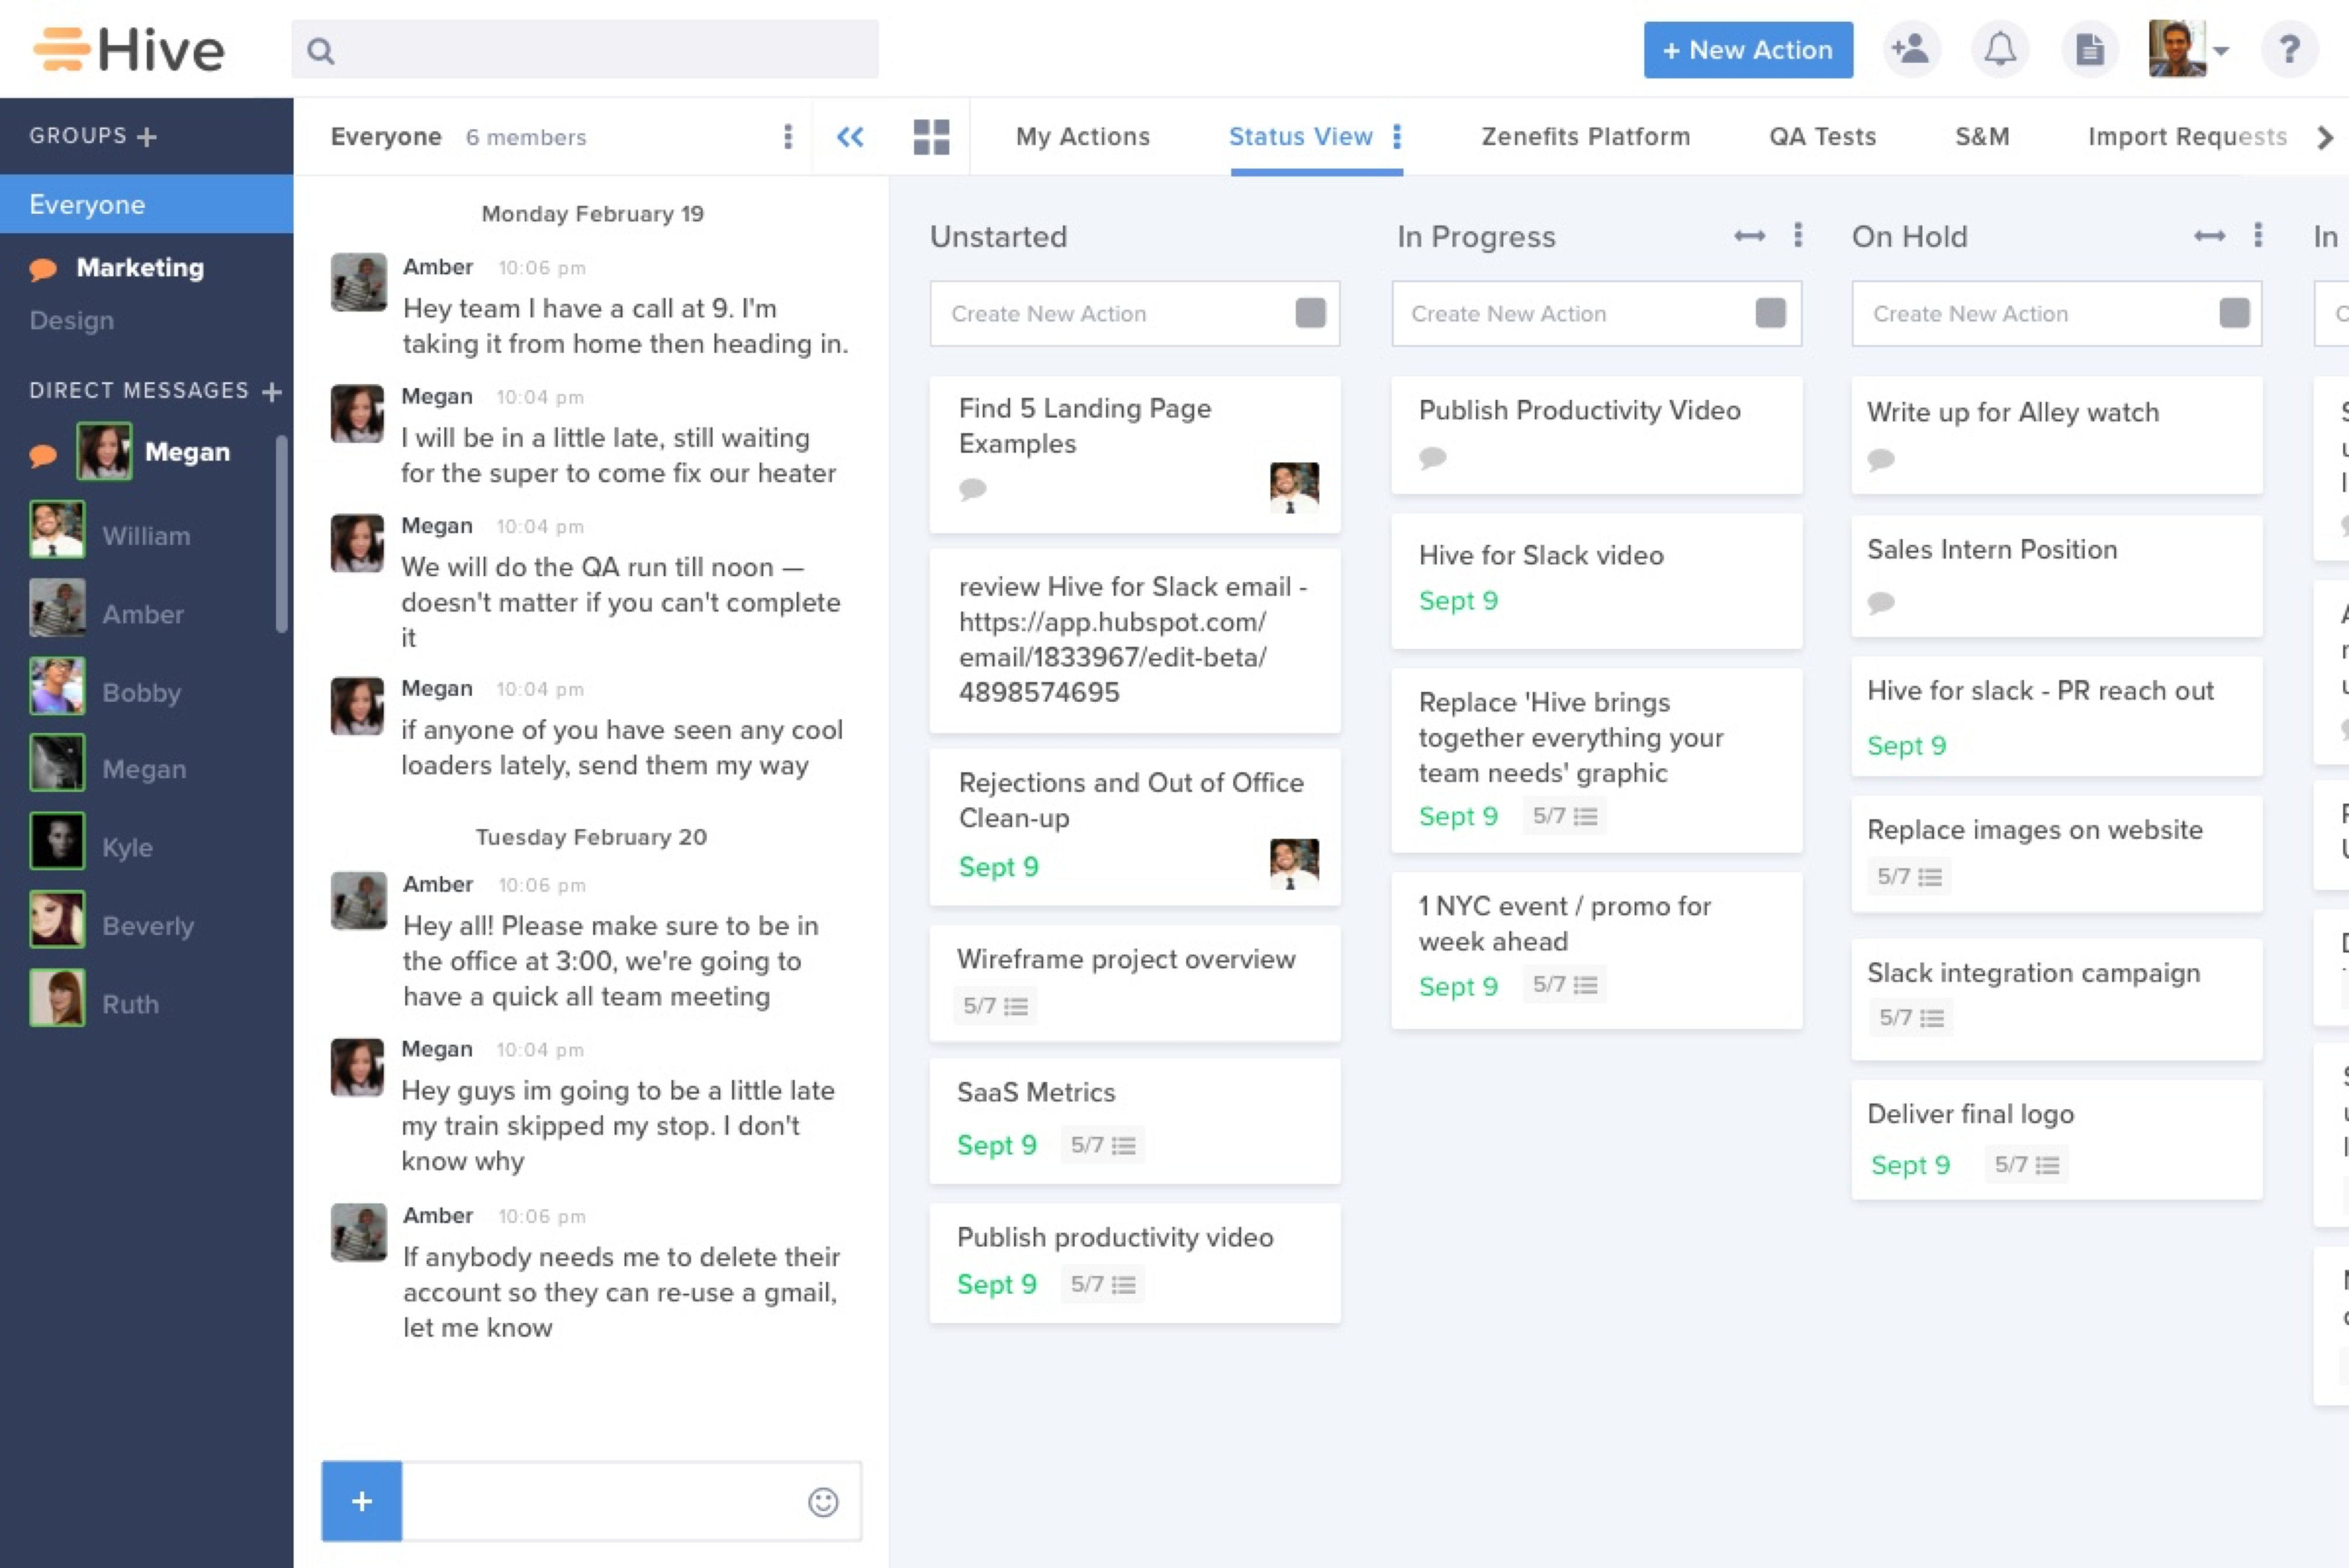 Hive
+ New Action
?
GROUPS +
Everyone
Marketing
Design
DIRECT MESSAGES +
Megan
William
Amber
Bobby
Megan
Kyle
Beverly
Ruth
Everyone 6 members
Monday February 19
Amber 10:06 pm
Hey team I have a call at 9. I'm
taking it from home then heading in.
Megan 10:04 pm
I will be in a little late, still waiting
for the super to come fix our heater
Megan 10:04 pm
We will do the QA run till noon —
doesn't matter if you can't complete
it
Megan 10:04 pm
if anyone of you have seen any cool
loaders lately, send them my way
Tuesday February 20
Amber 10:06 pm
Hey all! Please make sure to be in
the office at 3:00, we're going to
have a quick all team meeting
Megan 10:04 pm
Hey guys im going to be a little late
my train skipped my stop. I don't
know why
Amber 10:06 pm
If anybody needs me to delete their
account so they can re-use a gmail,
let me know
+
My Actions Status View Zenefits Platform QA Tests S&M Import Requests
Unstarted
Create New Action
Find 5 Landing Page
Examples
review Hive for Slack email -
https://app.hubspot.com/
email/1833967/edit-beta/
4898574695
Rejections and Out of Office
Clean-up
Sept 9
Wireframe project overview
5/7
SaaS Metrics
Sept 9 5/7
Publish productivity video
Sept 9 5/7
In Progress
Create New Action
Publish Productivity Video
Hive for Slack video
Sept 9
Replace 'Hive brings
together everything your
team needs' graphic
Sept 9 5/7
1 NYC event / promo for
week ahead
Sept 9 5/7
On Hold
Create New Action
Write up for Alley watch
Sales Intern Position
Hive for slack - PR reach out
Sept 9
Replace images on website
5/7
Slack integration campaign
5/7
Deliver final logo
Sept 9 5/7
In